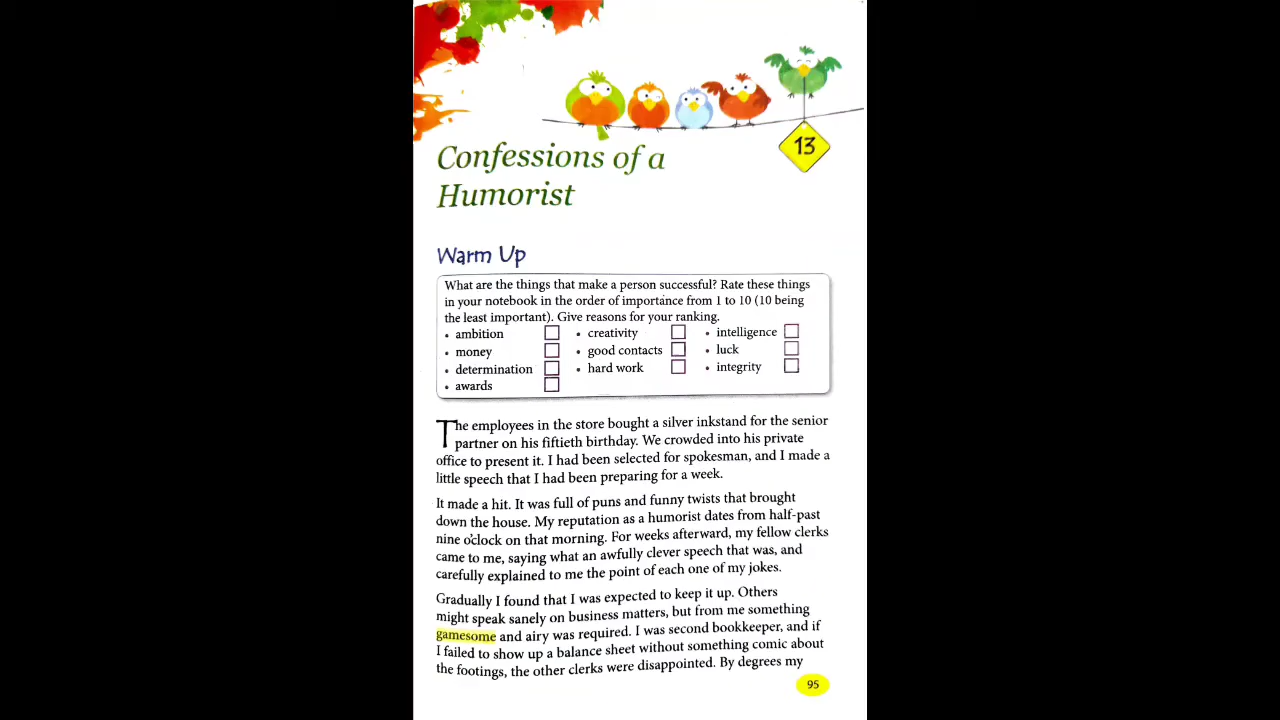 13
Confessions of a
Humorist
Warm Up
What are the things that make a person successful? Rate these things
in your notebook in the order of importance from 1 to 10 (10 being
the least important). Give reasons for your ranking.
• ambition • creativity • intelligence
• money • good contacts • luck
• determination • hard work • integrity
• awards
The employees in the store bought a silver inkstand for the senior
partner on his fiftieth birthday. We crowded into his private
office to present it. I had been selected for spokesman, and I made a
little speech that I had been preparing for a week.
It made a hit. It was full of puns and funny twists that brought
down the house. My reputation as a humorist dates from half-past
nine o'clock on that morning. For weeks afterward, my fellow clerks
came to me, saying what an awfully clever speech that was, and
carefully explained to me the point of each one of my jokes.
Gradually I found that I was expected to keep it up. Others
might speak sanely on business matters, but from me something
gamesome and airy was required. I was second bookkeeper, and if
I failed to show up a balance sheet without something comic about
the footings, the other clerks were disappointed. By degrees my
95